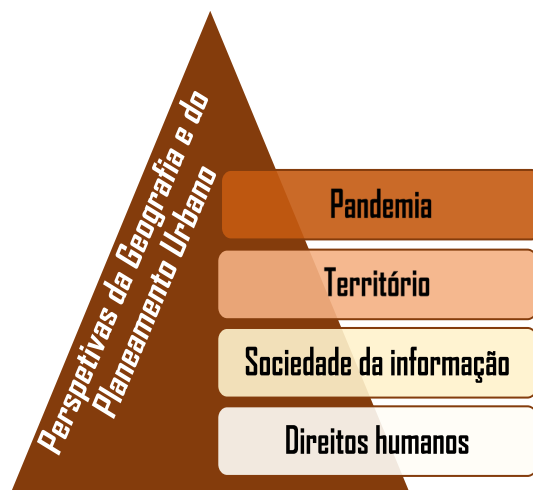 Perspetivas da Geografia e do
Planeamento Urbano
Pandemia
Território
Sociedade da informação
Direitos humanos